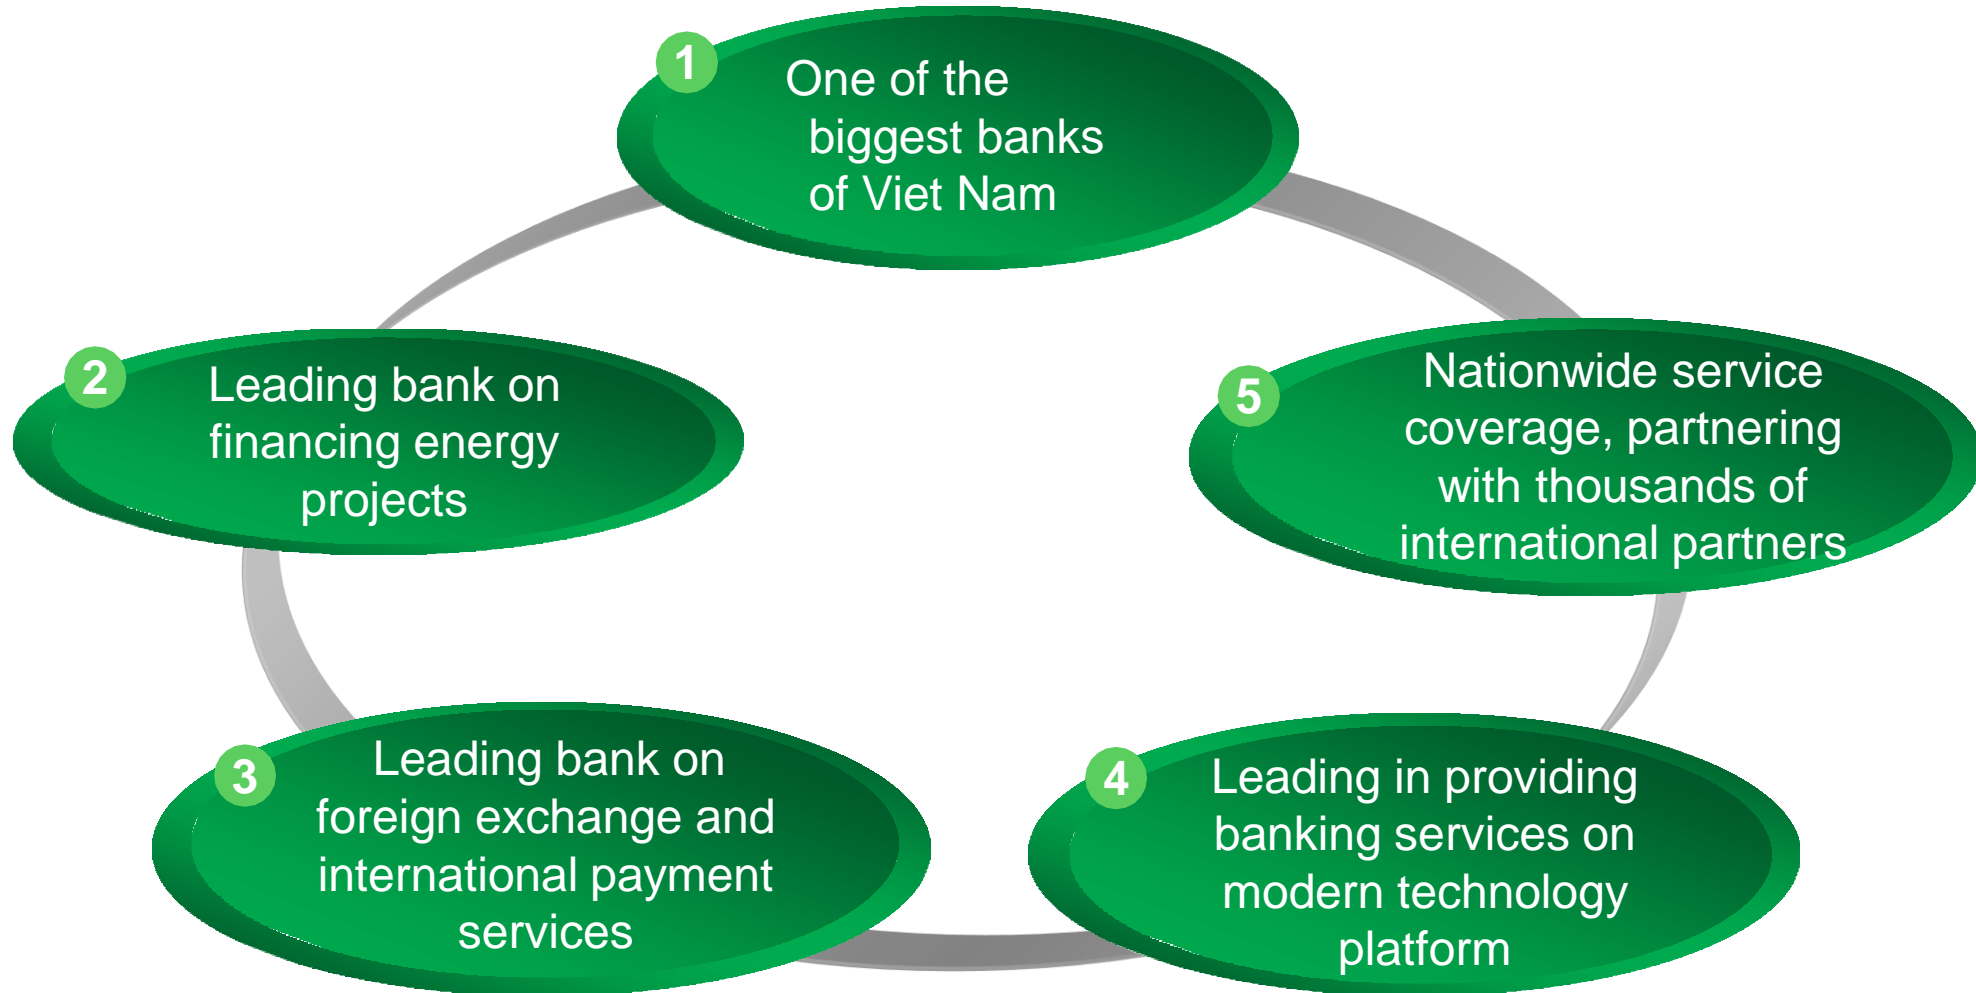 1
One of the
biggest banks
of Viet Nam
2
Leading bank on
financing energy
projects
3
Leading bank on
foreign exchange and
international payment
services
4
Leading in providing
banking services on
modern technology
platform
5
Nationwide service
coverage, partnering
with thousands of
international partners